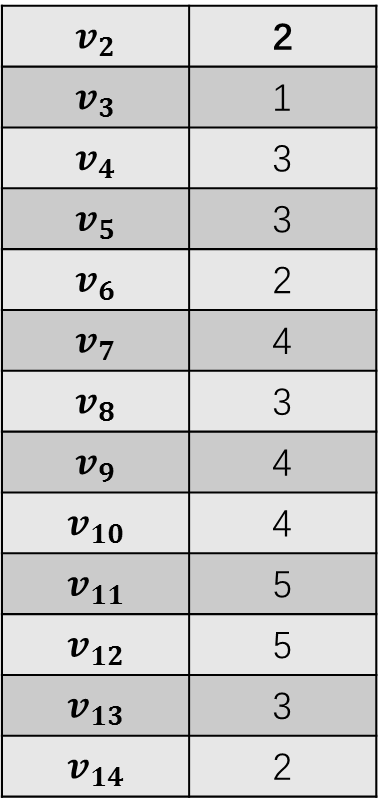 v₂ 2
v₃ 1
v₄ 3
v₅ 3
v₆ 2
v₇ 4
v₈ 3
v₉ 4
v₁₀ 4
v₁₁ 5
v₁₂ 5
v₁₃ 3
v₁₄ 2